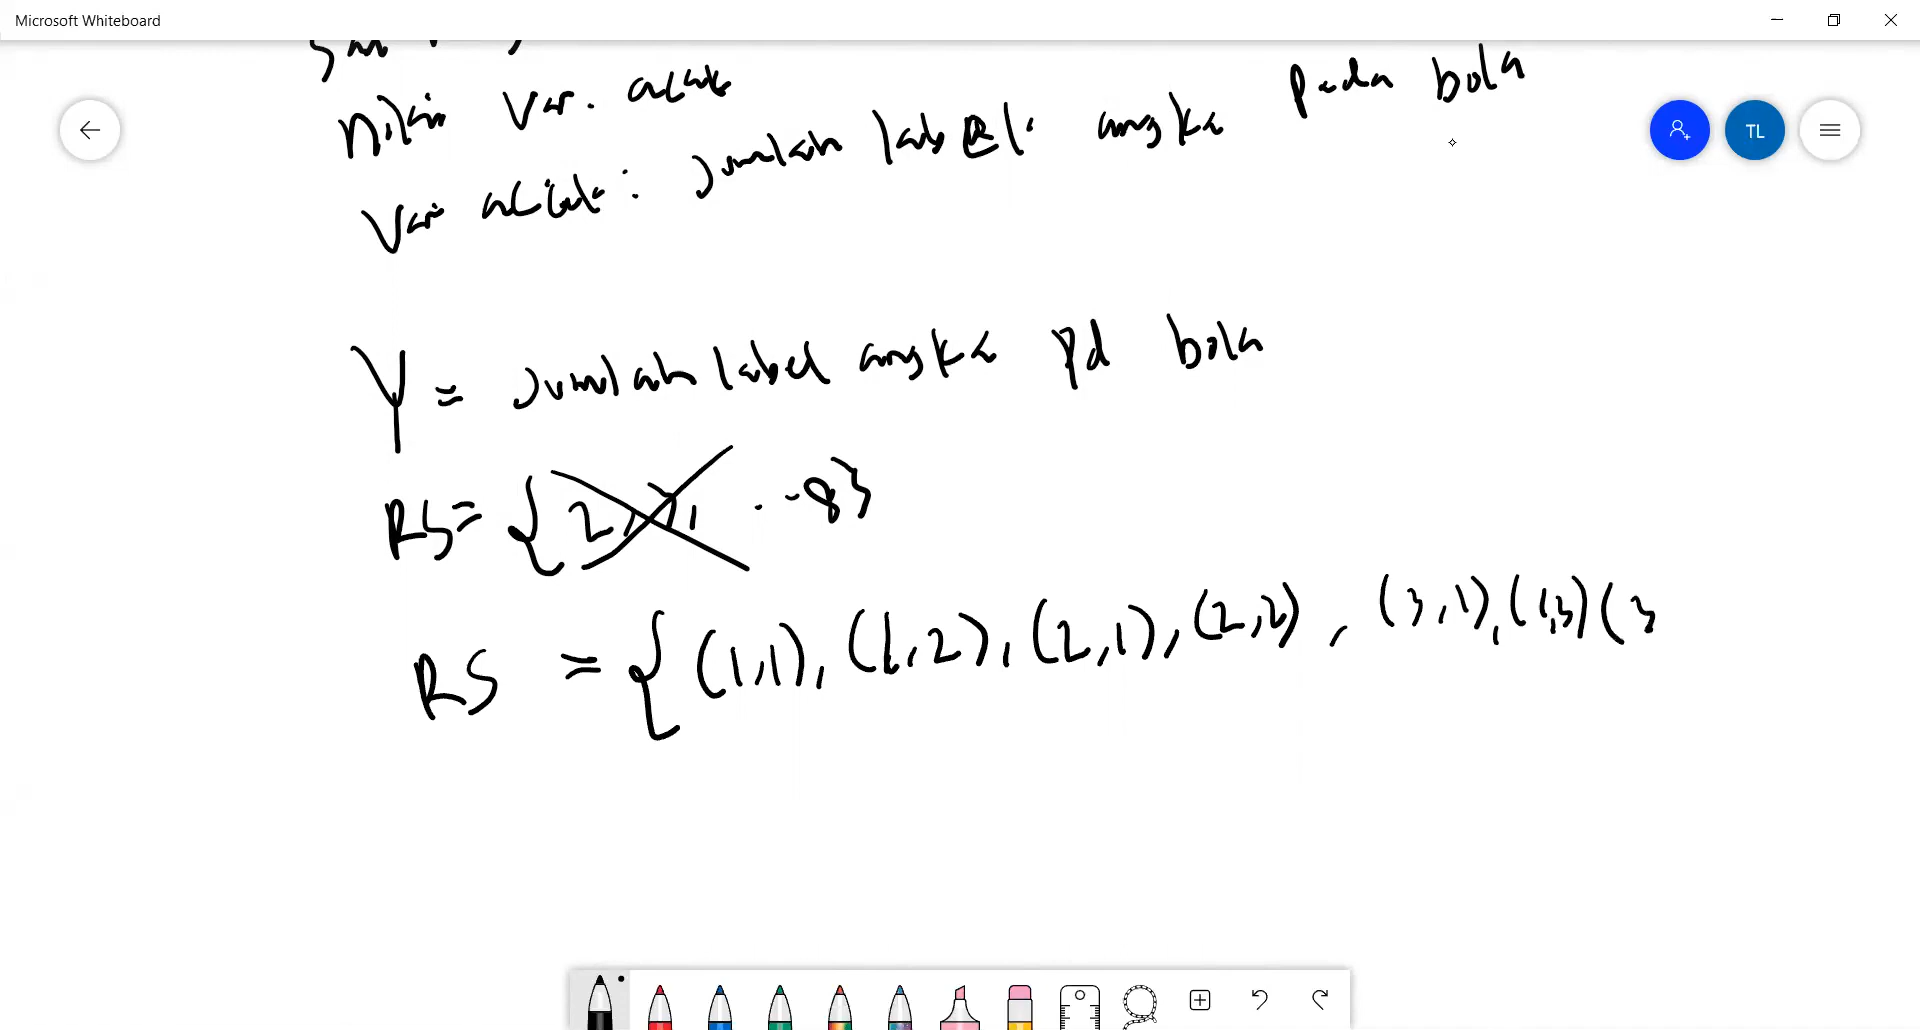 Microsoft Whiteboard
Nilai Var. acak
Var acak: Jumlah label angka pada bola
TL
Y = Jumlah label angka pd bola
RS = {2, 3, . . 8}
RS = {(1,1), (1,2), (2,1), (2,2), (3,1), (1,3) (3